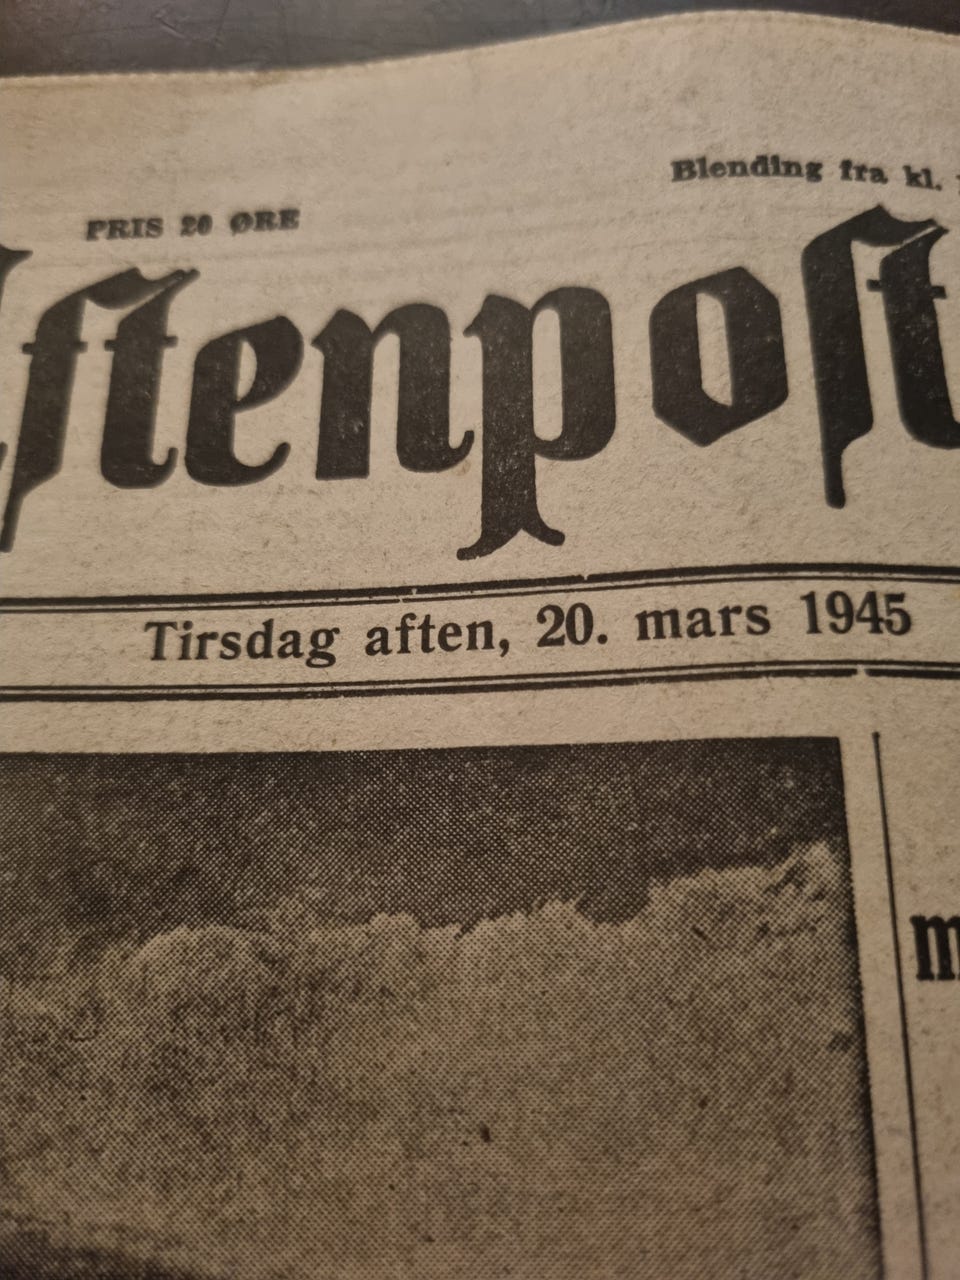 Blending fra kl.
PRIS 20 ØRE
ftenpost
Tirsdag aften, 20. mars 1945
m